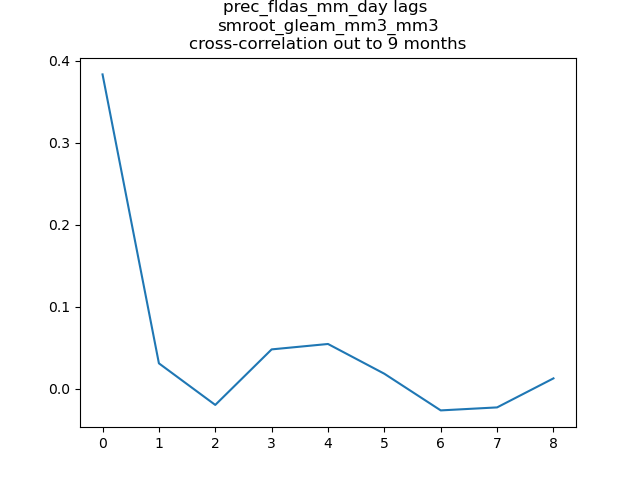 prec_fldas_mm_day lags
smroot_gleam_mm3_mm3
cross-correlation out to 9 months
0.4
0.3
0.2
0.1
0.0
0 1 2 3 4 5 6 7 8